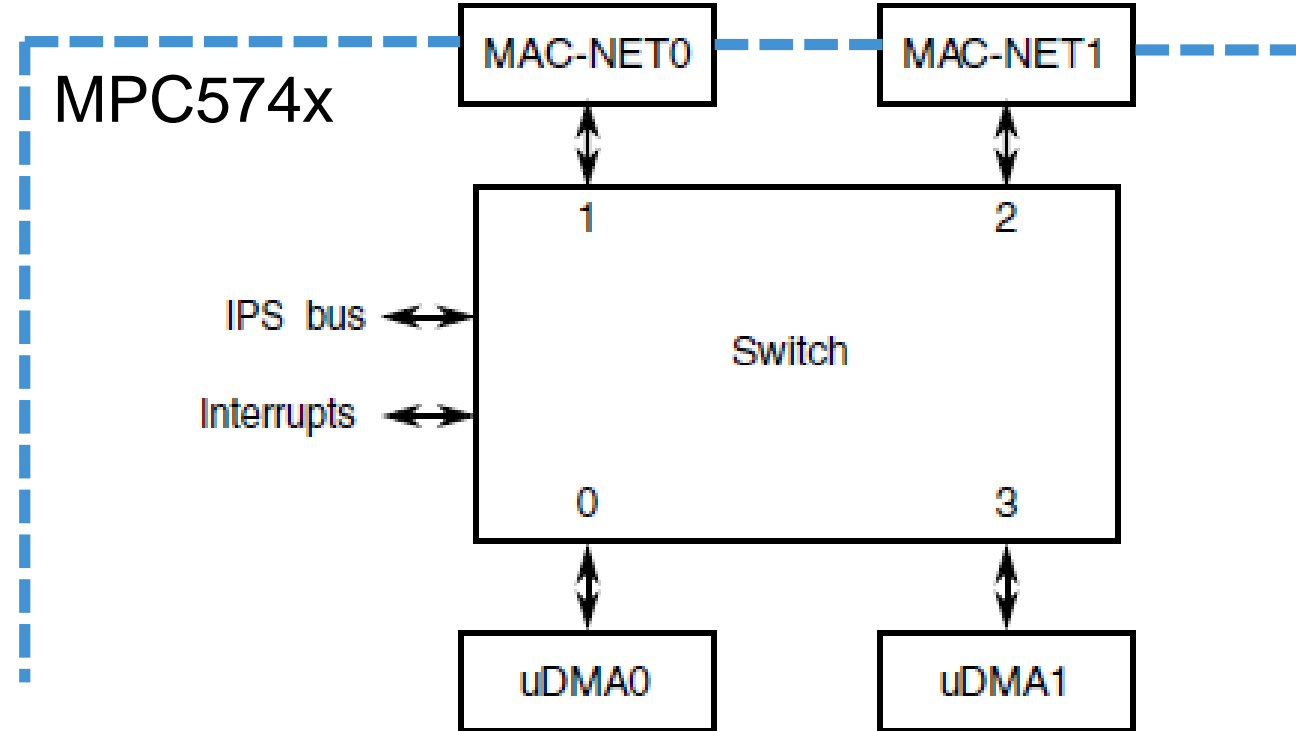 MAC-NET0
MAC-NET1
MPC574x
1
2
IPS bus
Switch
Interrupts
0
3
uDMA0
uDMA1